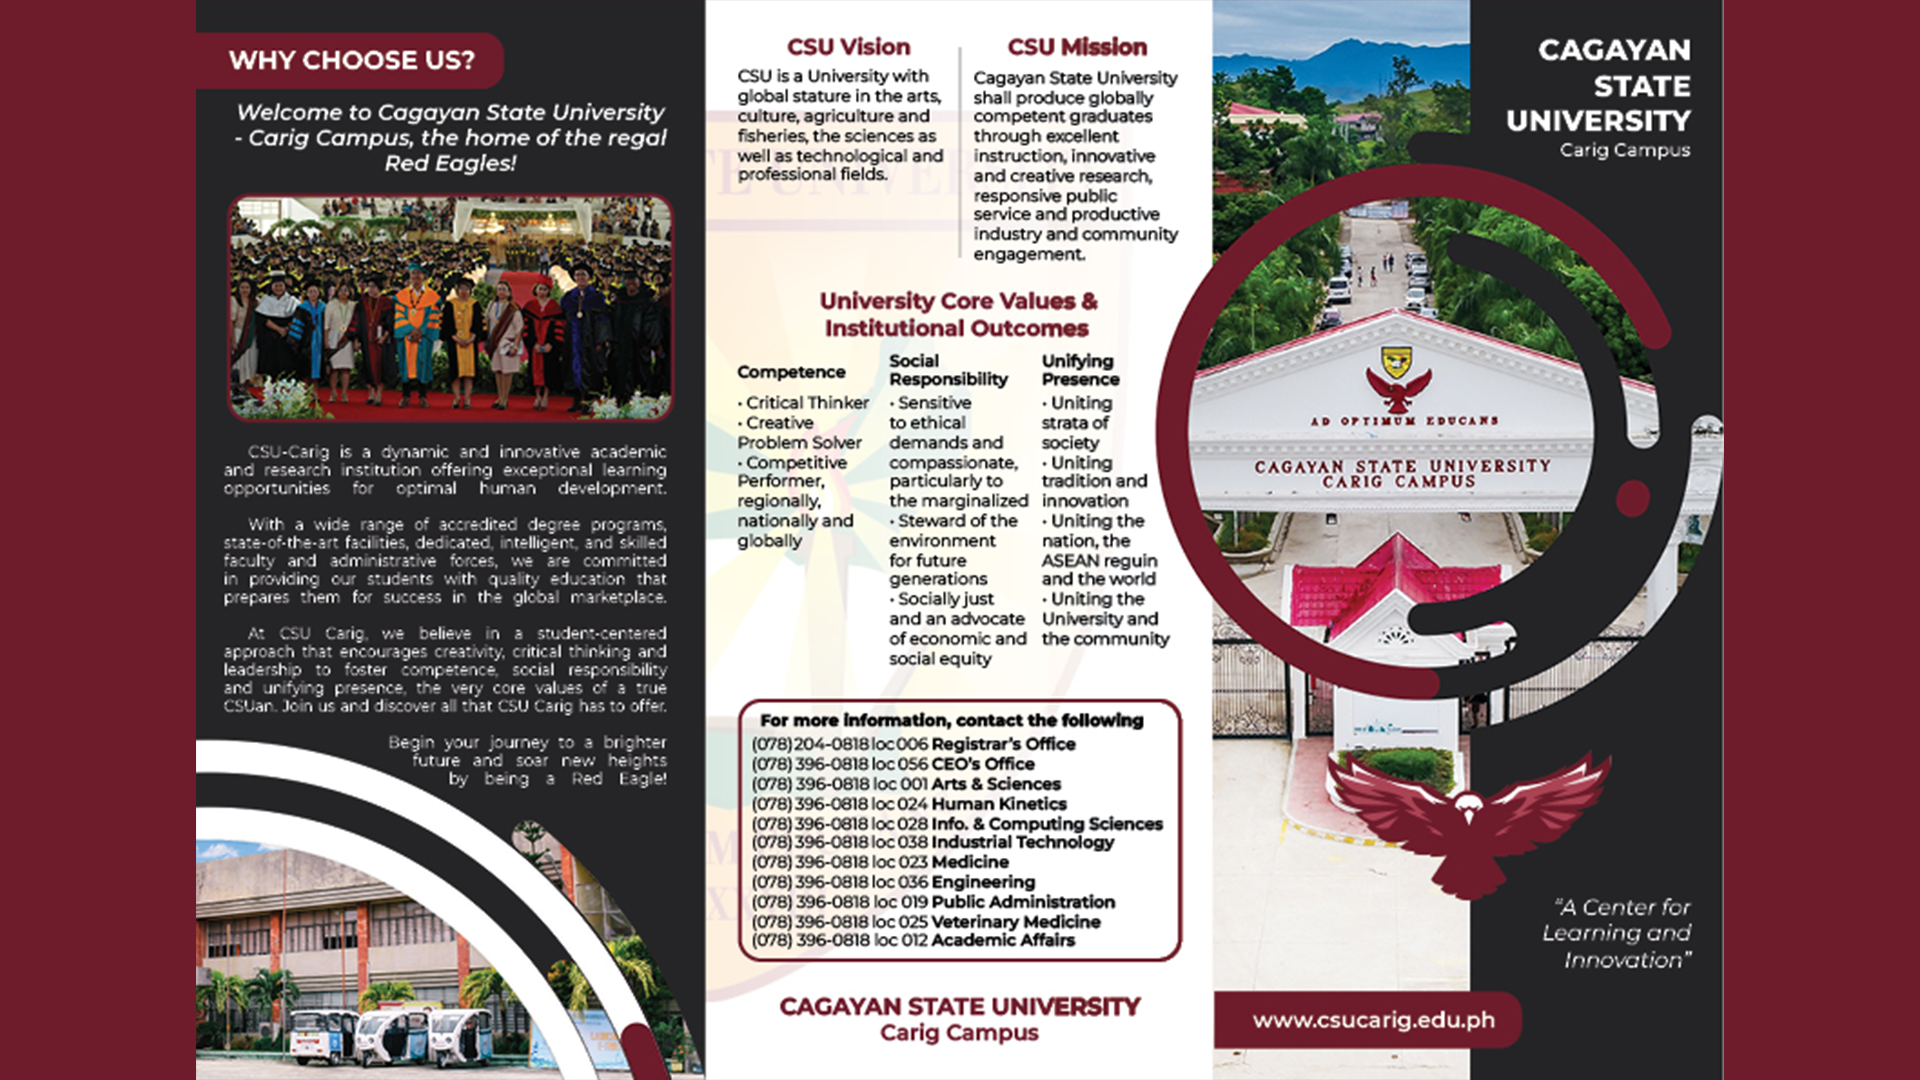 WHY CHOOSE US?
Welcome to Cagayan State University
- Carig Campus, the home of the regal
Red Eagles!
CSU-Carig is a dynamic and innovative academic
and research institution offering exceptional learning
opportunities for optimal human development.
With a wide range of accredited degree programs,
state-of-the-art facilities, dedicated, intelligent, and skilled
faculty and administrative forces, we are committed
in providing our students with quality education that
prepares them for success in the global marketplace.
At CSU Carig, we believe in a student-centered
approach that encourages creativity, critical thinking and
leadership to foster competence, social responsibility
and unifying presence, the very core values of a true
CSUan. Join us and discover all that CSU Carig has to offer.
Begin your journey to a brighter
future and soar new heights
by being a Red Eagle!
CSU Vision
CSU is a University with
global stature in the arts,
culture, agriculture and
fisheries, the sciences as
well as technological and
professional fields.
CSU Mission
Cagayan State University
shall produce globally
competent graduates
through excellent
instruction, innovative
and creative research,
responsive public
service and productive
industry and community
engagement.
University Core Values &
Institutional Outcomes
Competence
• Critical Thinker
• Creative
Problem Solver
• Competitive
Performer,
regionally,
nationally and
globally
Social
Responsibility
• Sensitive
to ethical
demands and
compassionate,
particularly to
the marginalized
• Steward of the
environment
for future
generations
• Socially just
and an advocate
of economic and
social equity
Unifying
Presence
• Uniting
strata of
society
• Uniting
tradition and
innovation
• Uniting the
nation, the
ASEAN reguin
and the world
• Uniting the
University and
the community
For more information, contact the following
(078) 204-0818 loc 006 Registrar's Office
(078) 396-0818 loc 056 CEO's Office
(078) 396-0818 loc 001 Arts & Sciences
(078) 396-0818 loc 024 Human Kinetics
(078) 396-0818 loc 028 Info. & Computing Sciences
(078) 396-0818 loc 038 Industrial Technology
(078) 396-0818 loc 023 Medicine
(078) 396-0818 loc 036 Engineering
(078) 396-0818 loc 019 Public Administration
(078) 396-0818 loc 025 Veterinary Medicine
(078) 396-0818 loc 012 Academic Affairs
CAGAYAN STATE UNIVERSITY
Carig Campus
CAGAYAN
STATE
UNIVERSITY
Carig Campus
AD OPTIMUM EDUCANS
CAGAYAN STATE UNIVERSITY
CARIG CAMPUS
"A Center for
Learning and
Innovation"
www.csucarig.edu.ph